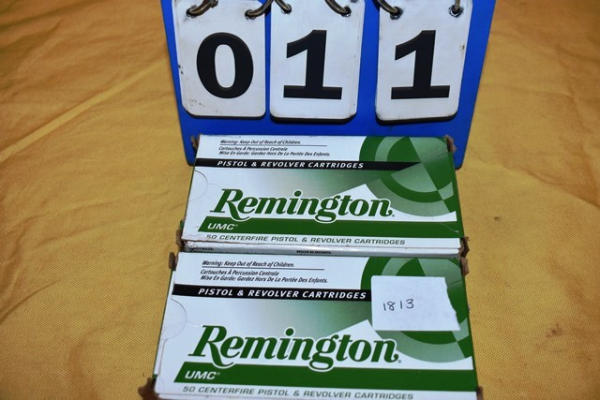 011
Warning: Keep Out of Reach of Children.
Cartouches À Percussion Centrale
Mise En Garde: Gardez Hors De La Portée Des Enfants.
PISTOL & REVOLVER CARTRIDGES
Remington®
UMC®
50 CENTERFIRE PISTOL & REVOLVER CARTRIDGES
Warning: Keep Out of Reach of Children.
Cartouches À Percussion Centrale
Mise En Garde: Gardez Hors De La Portée Des Enfants.
PISTOL & REVOLVER CARTRIDGES
1813
Remington®
UMC®
50 CENTERFIRE PISTOL & REVOLVER CARTRIDGES